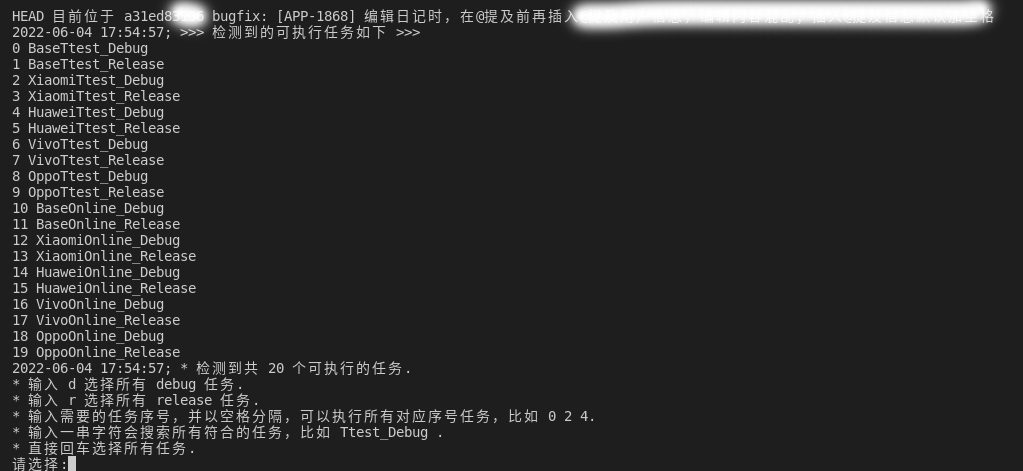 HEAD 目前位于 bugfix: [APP-1868] 编辑日记时，在@提及前再插入
2022-06-04 17:54:57; >>> 检测到的可执行任务如下 >>>
0 BaseTtest_Debug
1 BaseTtest_Release
2 XiaomiTtest_Debug
3 XiaomiTtest_Release
4 HuaweiTtest_Debug
5 HuaweiTtest_Release
6 VivoTtest_Debug
7 VivoTtest_Release
8 OppoTtest_Debug
9 OppoTtest_Release
10 BaseOnline_Debug
11 BaseOnline_Release
12 XiaomiOnline_Debug
13 XiaomiOnline_Release
14 HuaweiOnline_Debug
15 HuaweiOnline_Release
16 VivoOnline_Debug
17 VivoOnline_Release
18 OppoOnline_Debug
19 OppoOnline_Release
2022-06-04 17:54:57; * 检测到共 20 个可执行的任务.
* 输入 d 选择所有 debug 任务.
* 输入 r 选择所有 release 任务.
* 输入需要的任务序号，并以空格分隔，可以执行所有对应序号任务，比如 0 2 4.
* 输入一串字符会搜索所有符合的任务，比如 Ttest_Debug .
* 直接回车选择所有任务.
请选择: